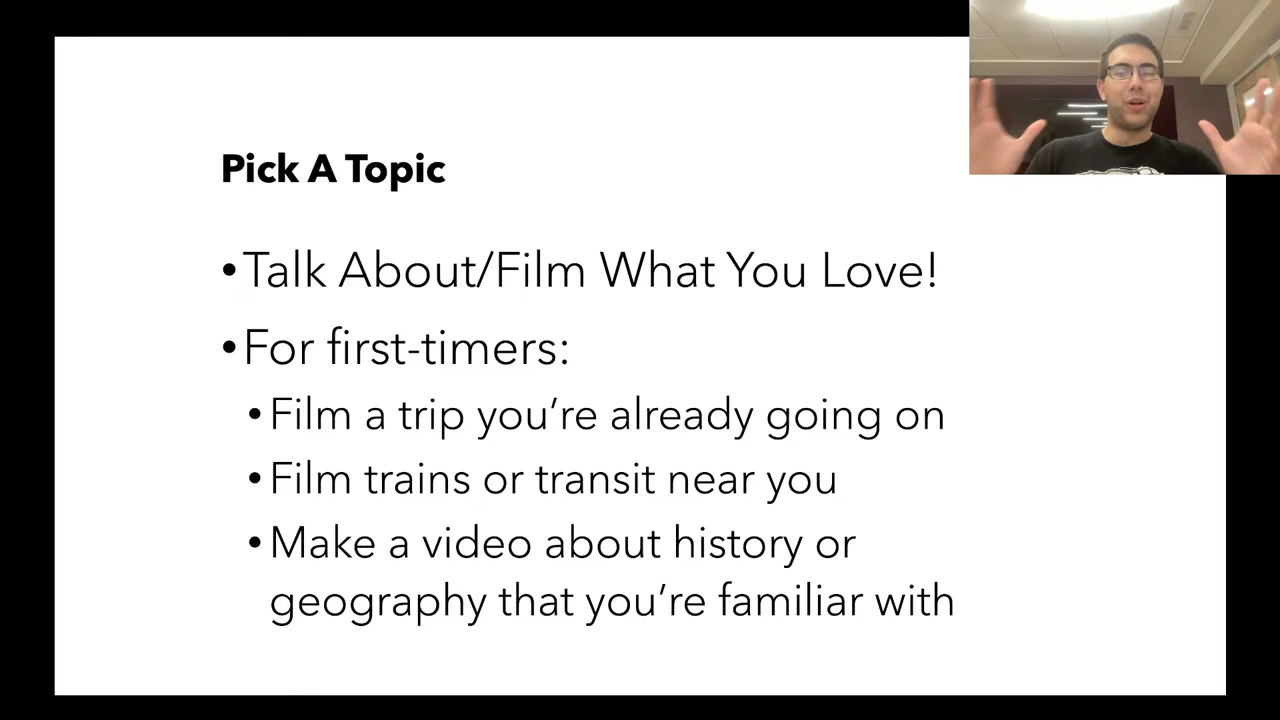 Pick A Topic
•Talk About/Film What You Love!
•For first-timers:
•Film a trip you’re already going on
•Film trains or transit near you
•Make a video about history or
geography that you’re familiar with